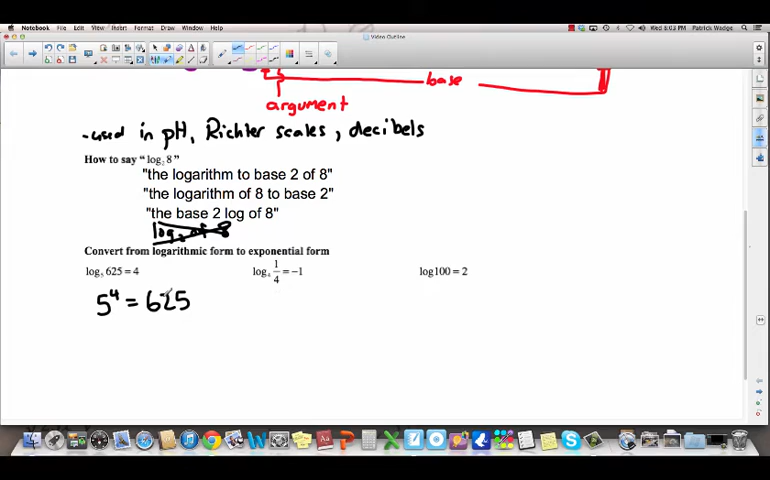 Notebook File Edit View Insert Format Draw Window Help Wed 6:03 PM Patrick Wadge
Video Outline
base
argument
-used in pH, Richter scales, decibels
How to say "log₂ 8"
"the logarithm to base 2 of 8"
"the logarithm of 8 to base 2"
"the base 2 log of 8"
log₂ of 8
Convert from logarithmic form to exponential form
log₅ 625 = 4 log₄ 1/4 = −1 log100 = 2
5⁴ = 625